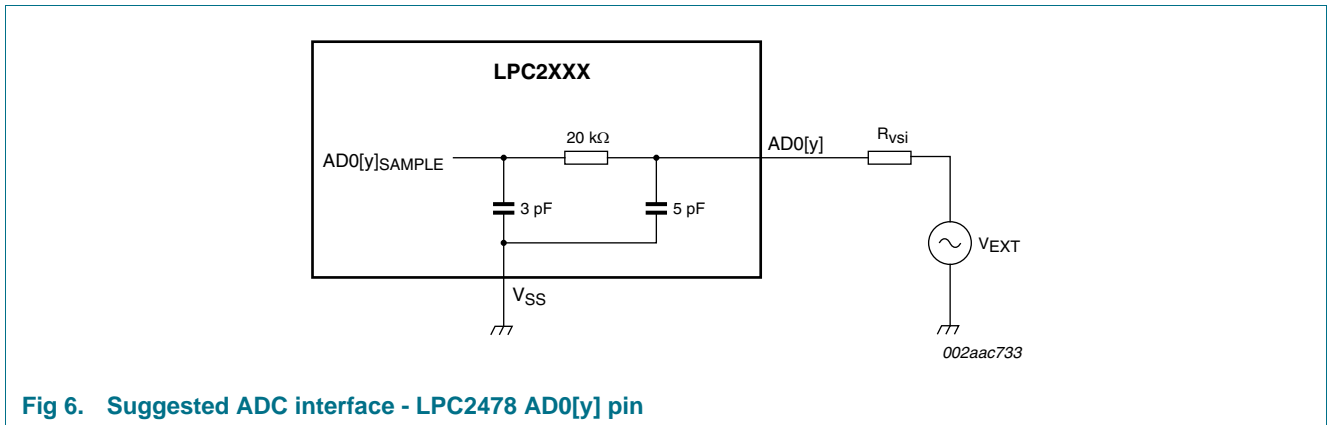 LPC2XXX
20 kΩ
AD0[y]
Rvsi
AD0[y]SAMPLE
3 pF
5 pF
VEXT
VSS
002aac733
Fig 6. Suggested ADC interface - LPC2478 AD0[y] pin